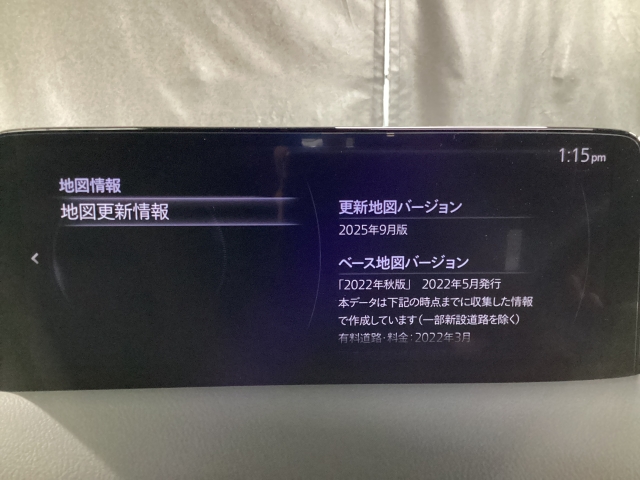 1:15pm
地図情報
地図更新情報
更新地図バージョン
2025年9月版
ベース地図バージョン
「2022年秋版」 2022年5月発行
本データは下記の時点までに収集した情報
で作成しています(一部新設道路を除く)
有料道路・料金:2022年3月